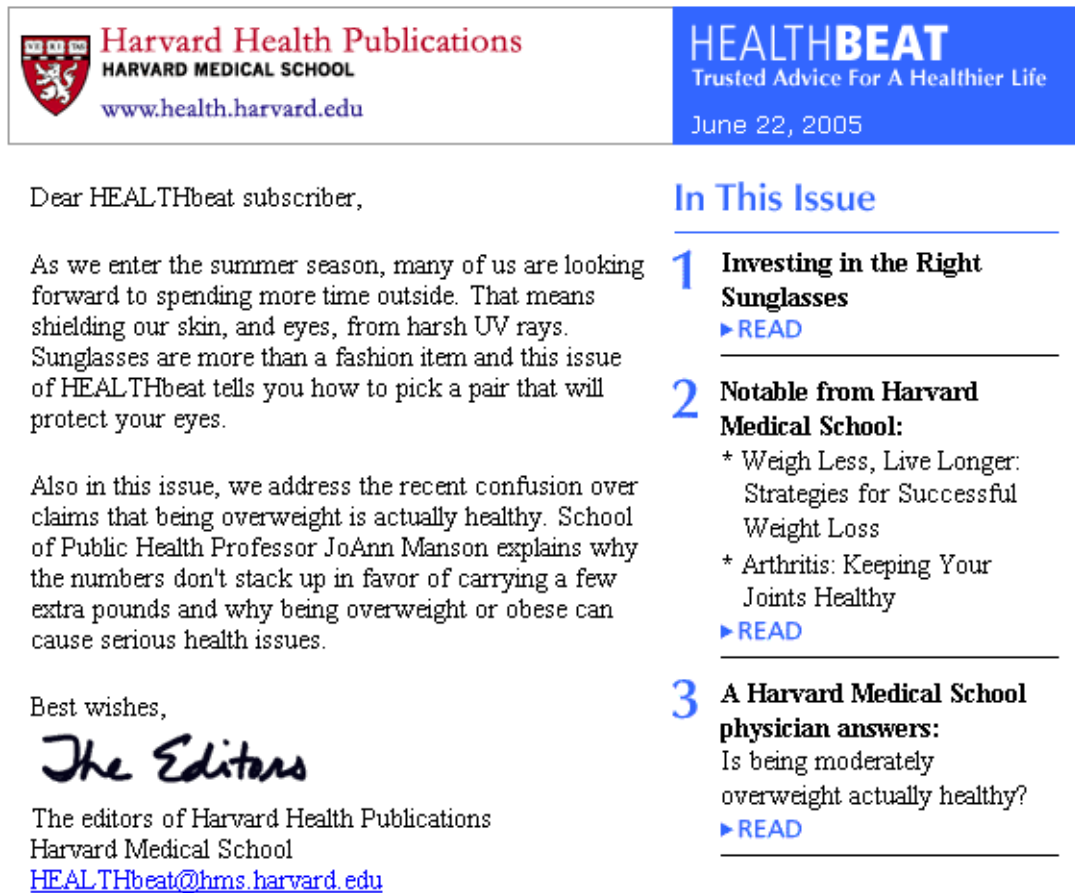 VE RI TAS
Harvard Health Publications
HARVARD MEDICAL SCHOOL
www.health.harvard.edu
HEALTHBEAT
Trusted Advice For A Healthier Life
June 22, 2005
Dear HEALTHbeat subscriber,
As we enter the summer season, many of us are looking
forward to spending more time outside. That means
shielding our skin, and eyes, from harsh UV rays.
Sunglasses are more than a fashion item and this issue
of HEALTHbeat tells you how to pick a pair that will
protect your eyes.
Also in this issue, we address the recent confusion over
claims that being overweight is actually healthy. School
of Public Health Professor JoAnn Manson explains why
the numbers don't stack up in favor of carrying a few
extra pounds and why being overweight or obese can
cause serious health issues.
Best wishes,
The Editors
The editors of Harvard Health Publications
Harvard Medical School
HEALTHbeat@hms.harvard.edu
In This Issue
1 Investing in the Right
Sunglasses
►READ
2 Notable from Harvard
Medical School:
* Weigh Less, Live Longer:
Strategies for Successful
Weight Loss
* Arthritis: Keeping Your
Joints Healthy
►READ
3 A Harvard Medical School
physician answers:
Is being moderately
overweight actually healthy?
►READ